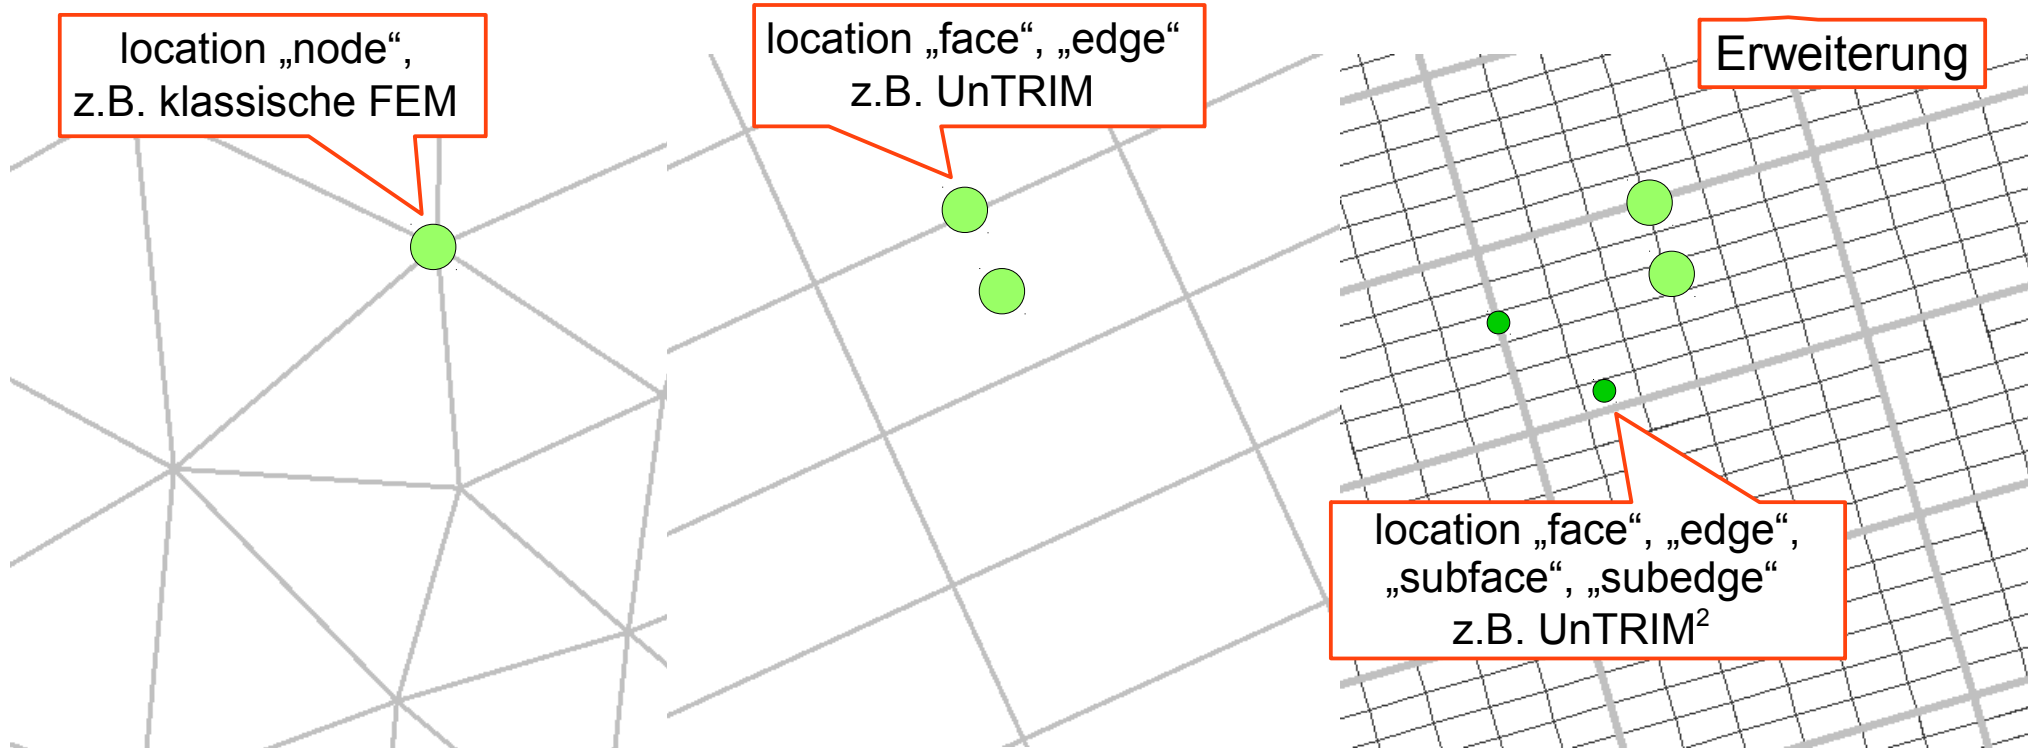 location „node“,
z.B. klassische FEM
location „face“, „edge“
z.B. UnTRIM
Erweiterung
location „face“, „edge“,
„subface“, „subedge“
z.B. UnTRIM²